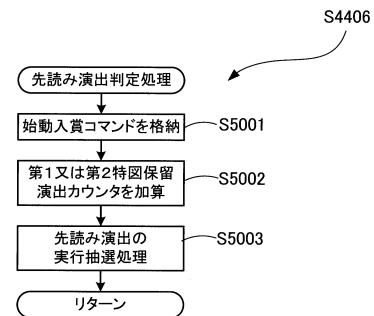 S4406
先読み演出判定処理
始動入賞コマンドを格納
S5001
第1又は第2特図保留
演出カウンタを加算
S5002
先読み演出の
実行抽選処理
S5003
リターン